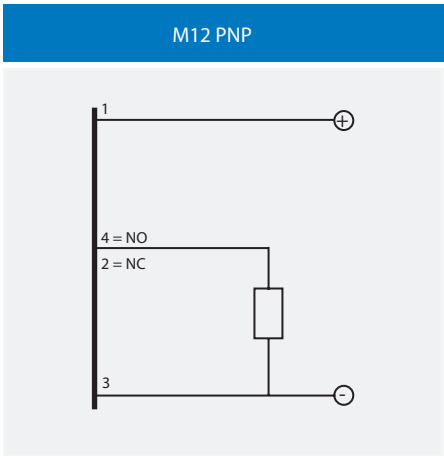 M12 PNP
1
+
4 = NO
2 = NC
3
-